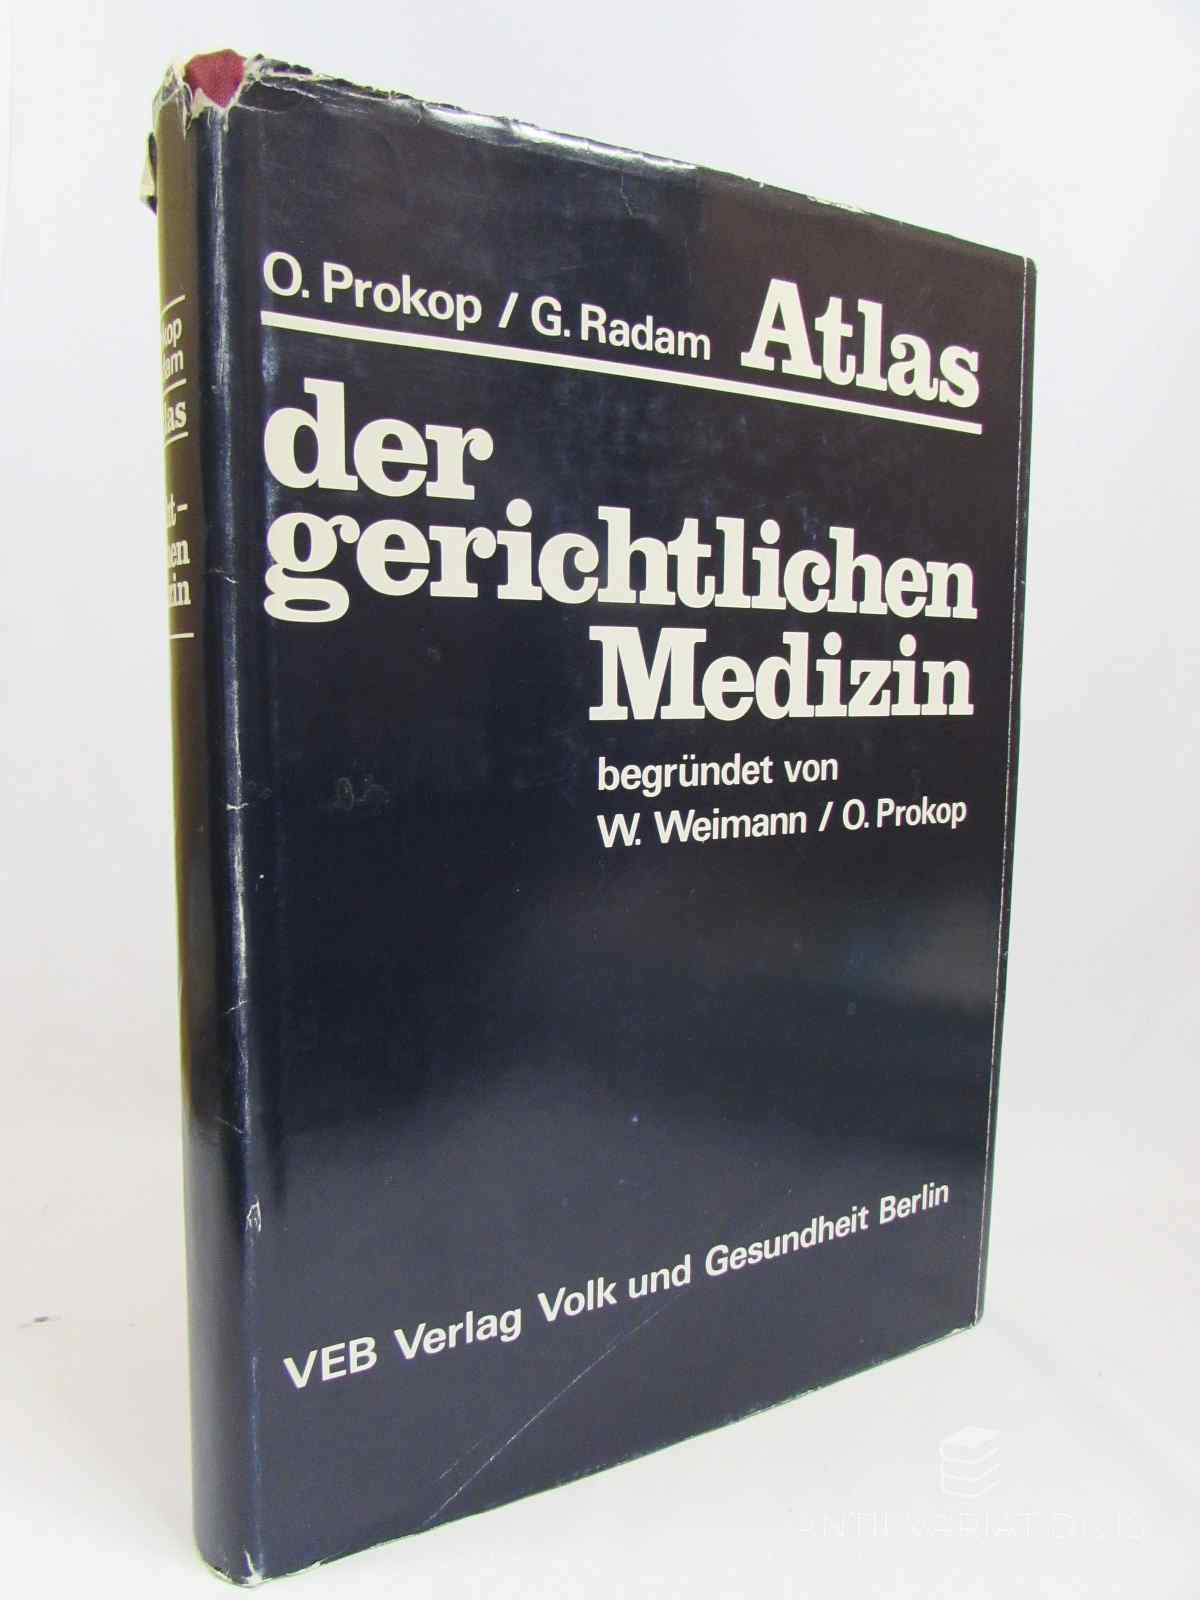 O. Prokop / G. Radam Atlas
der
gerichtlichen
Medizin
begründet von
W. Weimann / O. Prokop
VEB Verlag Volk und Gesundheit Berlin